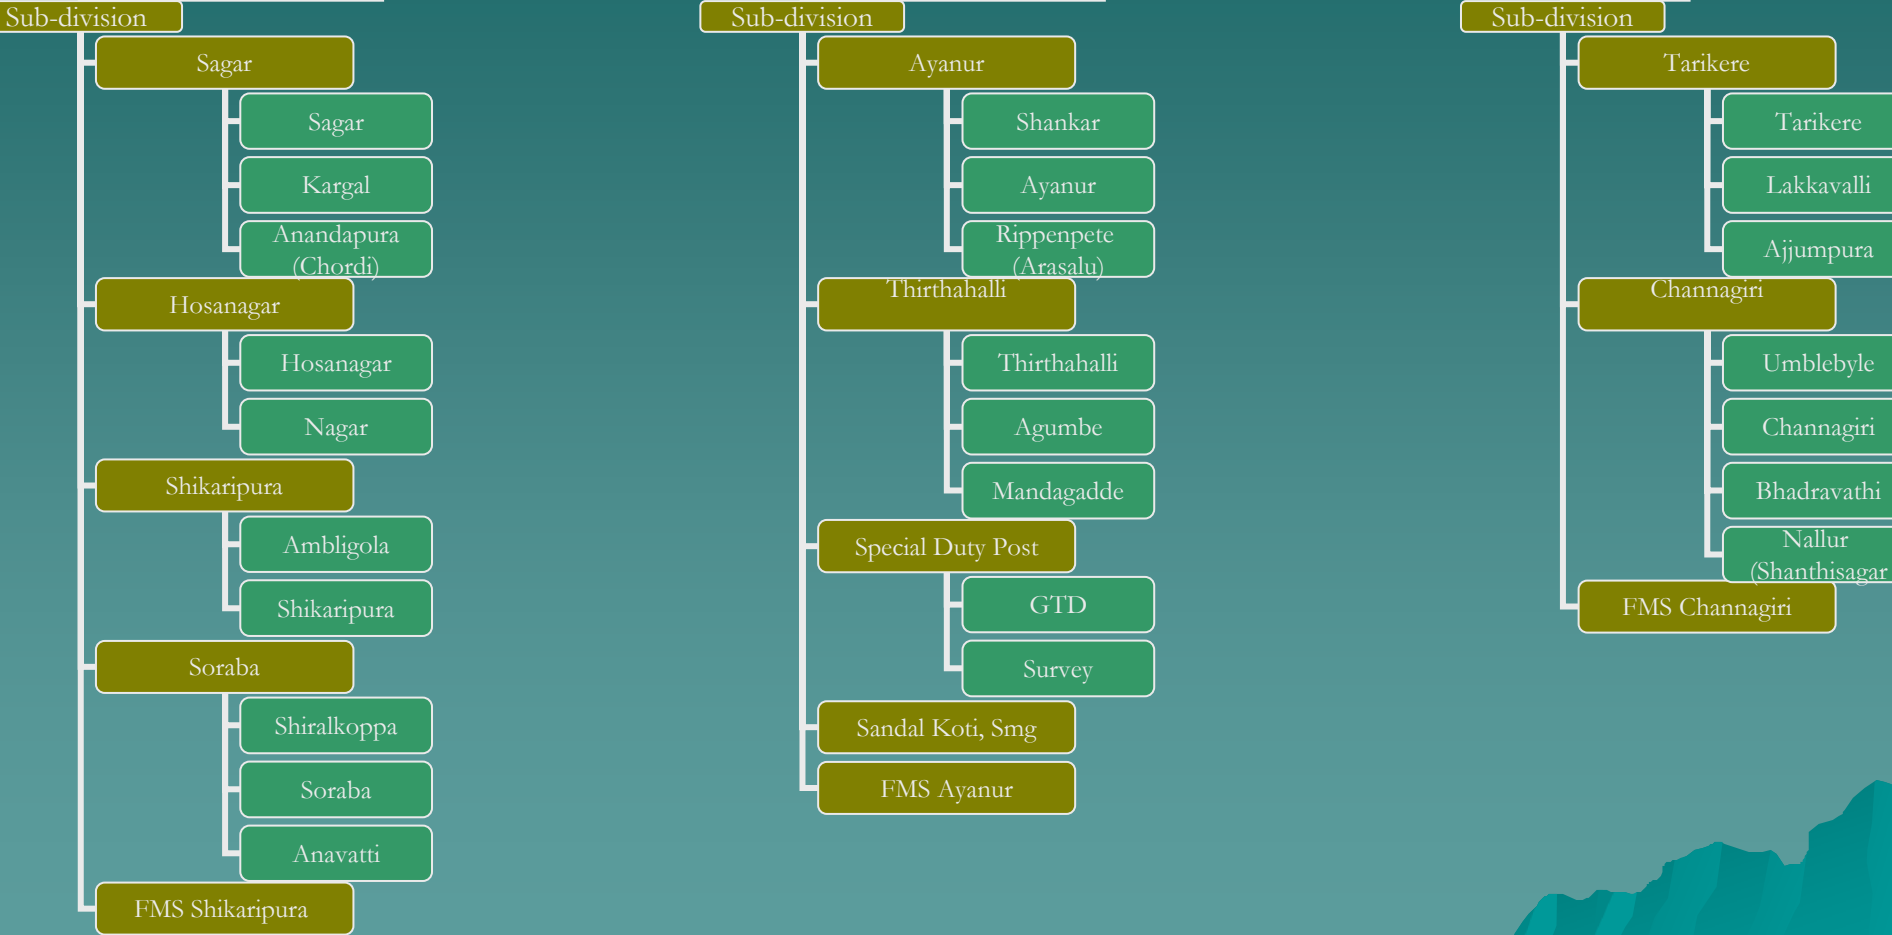 Sub-division
Sagar
Sagar
Kargal
Anandapura
(Chordi)
Hosanagar
Hosanagar
Nagar
Shikaripura
Ambligola
Shikaripura
Soraba
Shiralkoppa
Soraba
Anavatti
FMS Shikaripura
Sub-division
Ayanur
Shankar
Ayanur
Rippenpete
(Arasalu)
Thirthahalli
Thirthahalli
Agumbe
Mandagadde
Special Duty Post
GTD
Survey
Sandal Koti, Smg
FMS Ayanur
Sub-division
Tarikere
Tarikere
Lakkavalli
Ajjumpura
Channagiri
Umblebyle
Channagiri
Bhadravathi
Nallur
(Shanthisagar
FMS Channagiri